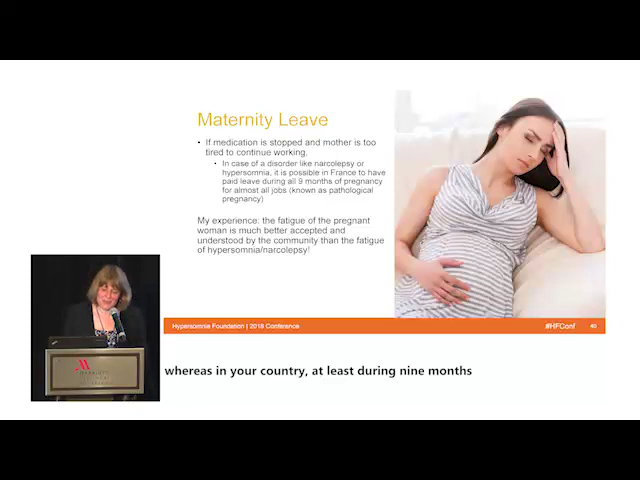 Maternity Leave
• If medication is stopped and mother is too
tired to continue working.
• In case of a disorder like narcolepsy or
hypersomnia, it is possible in France to have
paid leave during all 9 months of pregnancy
for almost all jobs (known as pathological
pregnancy)
My experience: the fatigue of the pregnant
woman is much better accepted and
understood by the community than the fatigue
of hypersomnia/narcolepsy!
Hypersomnia Foundation | 2018 Conference
#HFConf
40
whereas in your country, at least during nine months